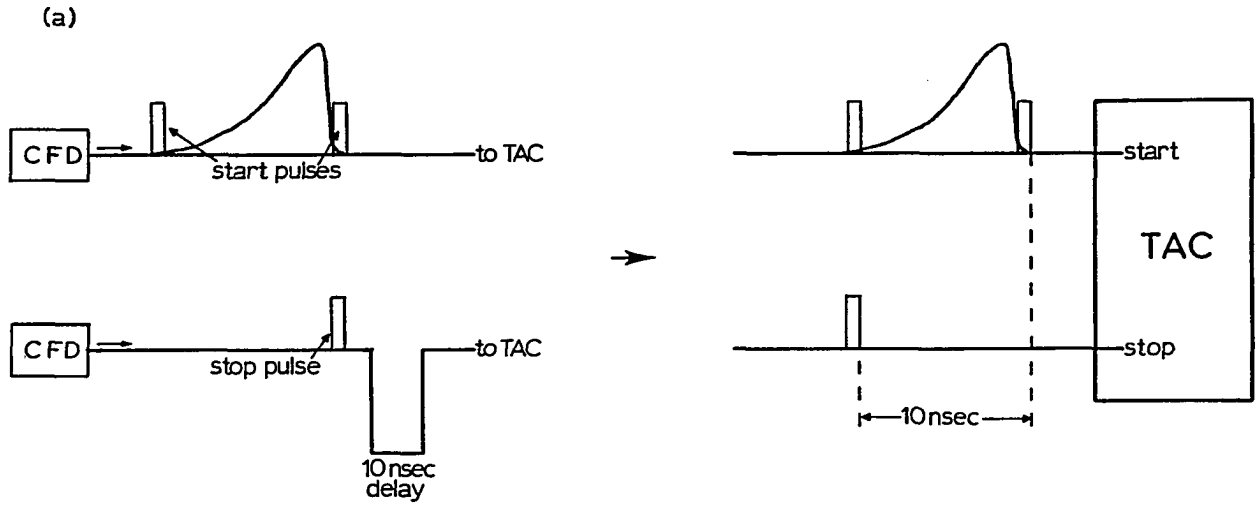 (a)
CFD
start pulses
to TAC
CFD
stop pulse
to TAC
10 nsec
delay
start
TAC
stop
10 nsec